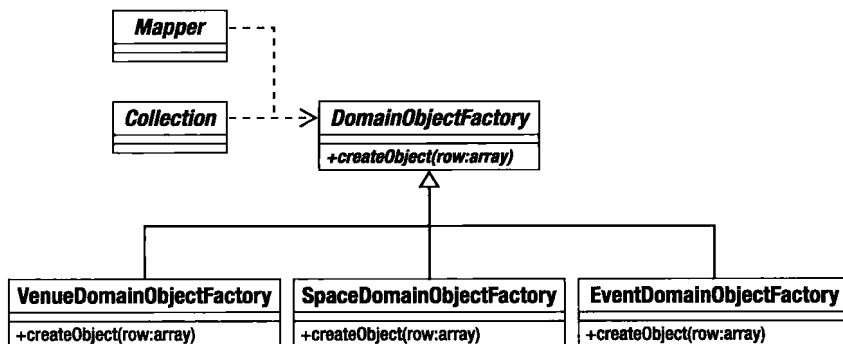 Mapper
Collection
DomainObjectFactory
+createObject(row:array)
VenueDomainObjectFactory
SpaceDomainObjectFactory
EventDomainObjectFactory
+createObject(row:array)
+createObject(row:array)
+createObject(row:array)